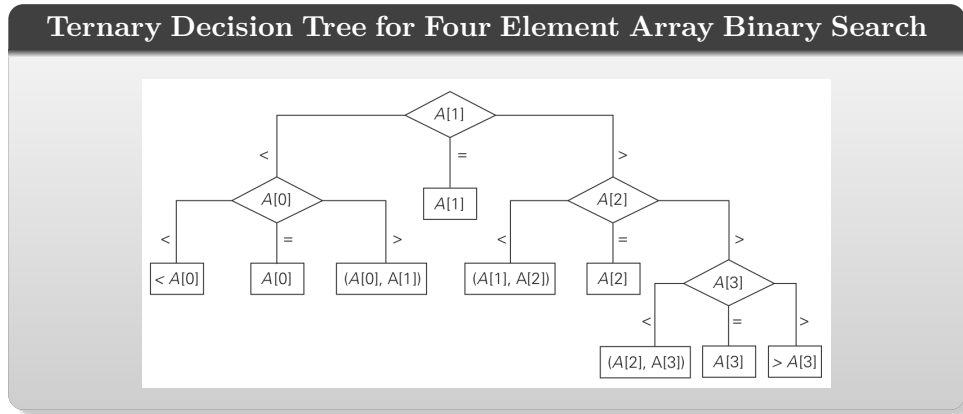 Ternary Decision Tree for Four Element Array Binary Search
A[1]
< = >
A[0] A[1] A[2]
< = > < = >
< A[0] A[0] (A[0], A[1]) (A[1], A[2]) A[2] A[3]
< = >
(A[2], A[3]) A[3] > A[3]